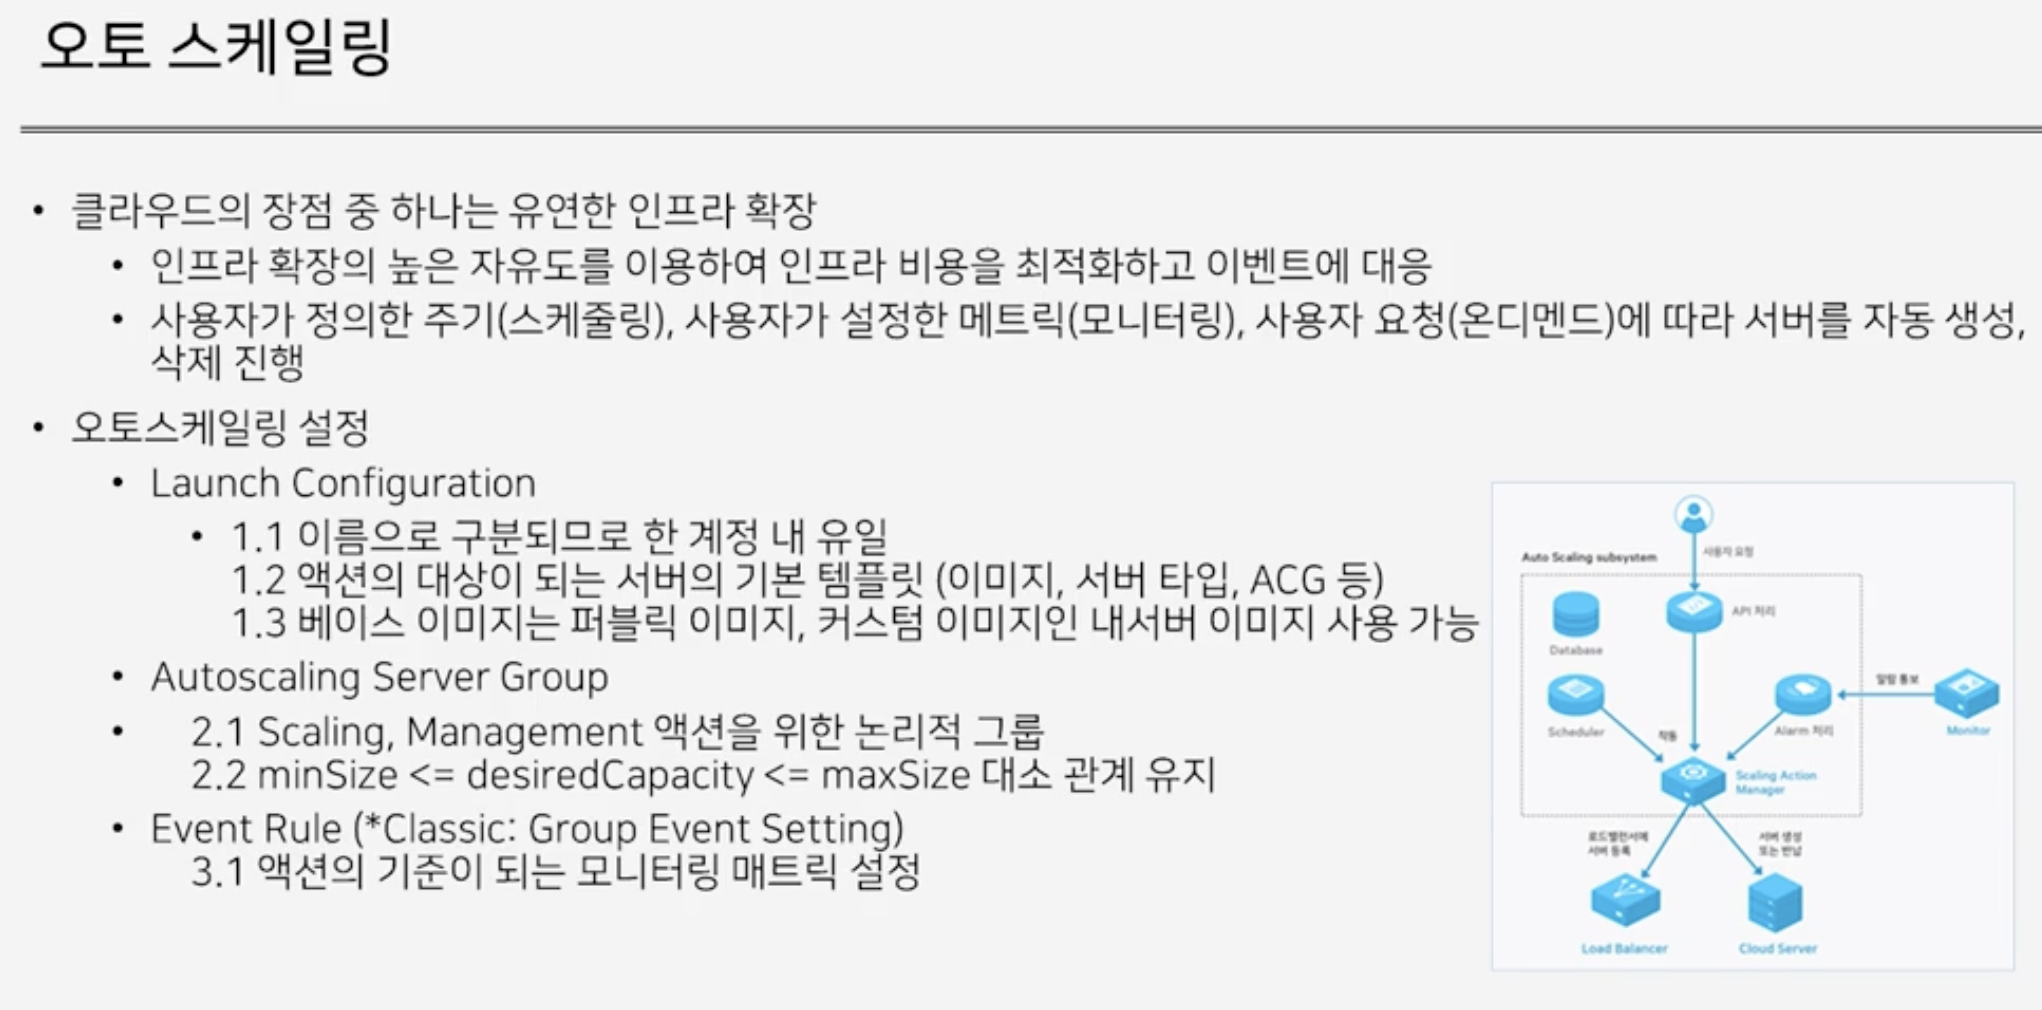 오토 스케일링
• 클라우드의 장점 중 하나는 유연한 인프라 확장
• 인프라 확장의 높은 자유도를 이용하여 인프라 비용을 최적화하고 이벤트에 대응
• 사용자가 정의한 주기(스케줄링), 사용자가 설정한 메트릭(모니터링), 사용자 요청(온디멘드)에 따라 서버를 자동 생성,
삭제 진행
• 오토스케일링 설정
• Launch Configuration
• 1.1 이름으로 구분되므로 한 계정 내 유일
1.2 액션의 대상이 되는 서버의 기본 템플릿 (이미지, 서버 타입, ACG 등)
1.3 베이스 이미지는 퍼블릭 이미지, 커스텀 이미지인 내서버 이미지 사용 가능
• Autoscaling Server Group
• 2.1 Scaling, Management 액션을 위한 논리적 그룹
2.2 minSize <= desiredCapacity <= maxSize 대소 관계 유지
• Event Rule (*Classic: Group Event Setting)
3.1 액션의 기준이 되는 모니터링 매트릭 설정
사용자 요청
Auto Scaling subsystem
API 처리
Database
알람 통보
Scheduler
작동
Alarm 처리
Monitor
Scaling Action
Manager
로드밸런서에
서버 등록
서버 생성
또는 반납
Load Balancer
Cloud Server